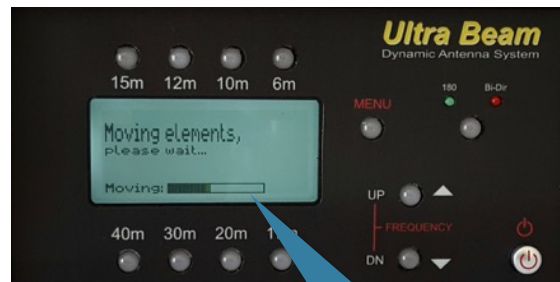 Ultra Beam
Dynamic Antenna System
15m 12m 10m 6m
180 Bi-Dir
MENU
Moving elements,
please wait...
Moving:
UP
FREQUENCY
DN
40m 30m 20m